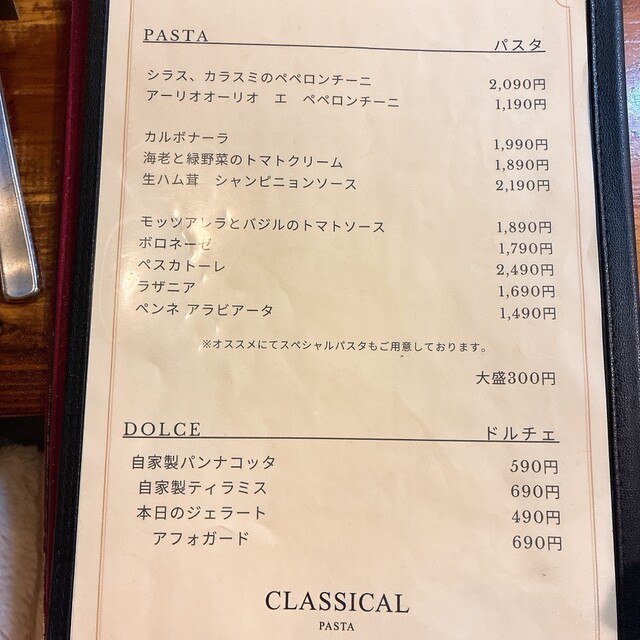 PASTA パスタ
シラス、カラスミのペペロンチーニ 2,090円
アーリオオーリオ エ ペペロンチーニ 1,190円
カルボナーラ 1,990円
海老と緑野菜のトマトクリーム 1,890円
生ハム茸 シャンピニョンソース 2,190円
モッツアレラとバジルのトマトソース 1,890円
ボロネーゼ 1,790円
ペスカトーレ 2,490円
ラザニア 1,690円
ペンネ アラビアータ 1,490円
※オススメにてスペシャルパスタもご用意しております。
大盛300円
DOLCE ドルチェ
自家製パンナコッタ 590円
自家製ティラミス 690円
本日のジェラート 490円
アフォガード 690円
CLASSICAL
PASTA